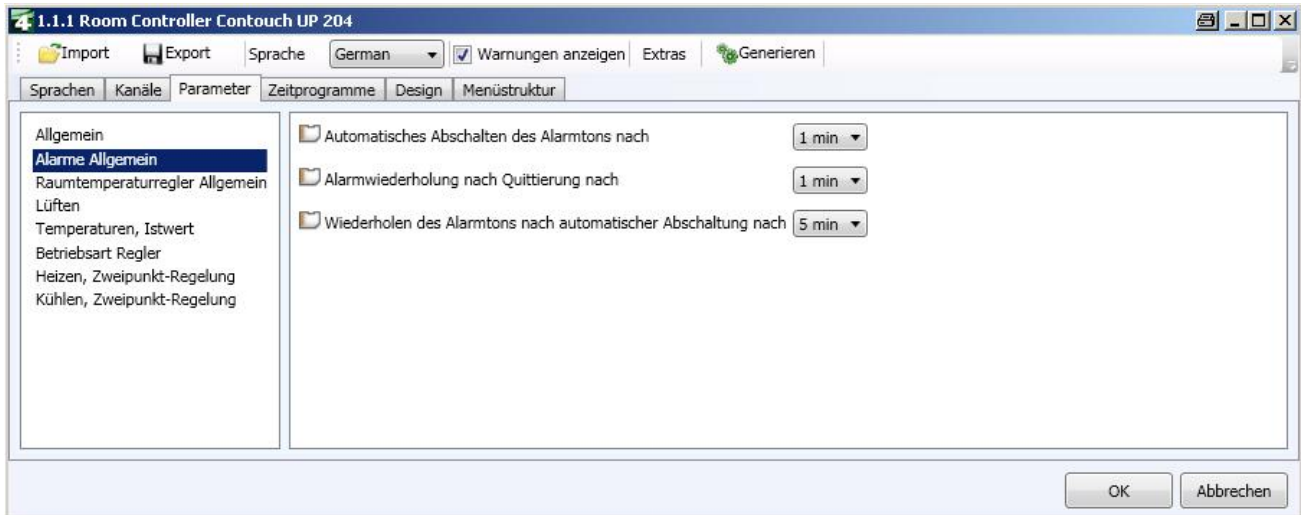 1.1.1 Room Controller Contouch UP 204
Import Export Sprache German Warnungen anzeigen Extras Generieren
Sprachen Kanäle Parameter Zeitprogramme Design Menüstruktur
Allgemein
Alarme Allgemein
Raumtemperaturregler Allgemein
Lüften
Temperaturen, Istwert
Betriebsart Regler
Heizen, Zweipunkt-Regelung
Kühlen, Zweipunkt-Regelung
Automatisches Abschalten des Alarmtons nach 1 min
Alarmwiederholung nach Quittierung nach 1 min
Wiederholen des Alarmtons nach automatischer Abschaltung nach 5 min
OK Abbrechen